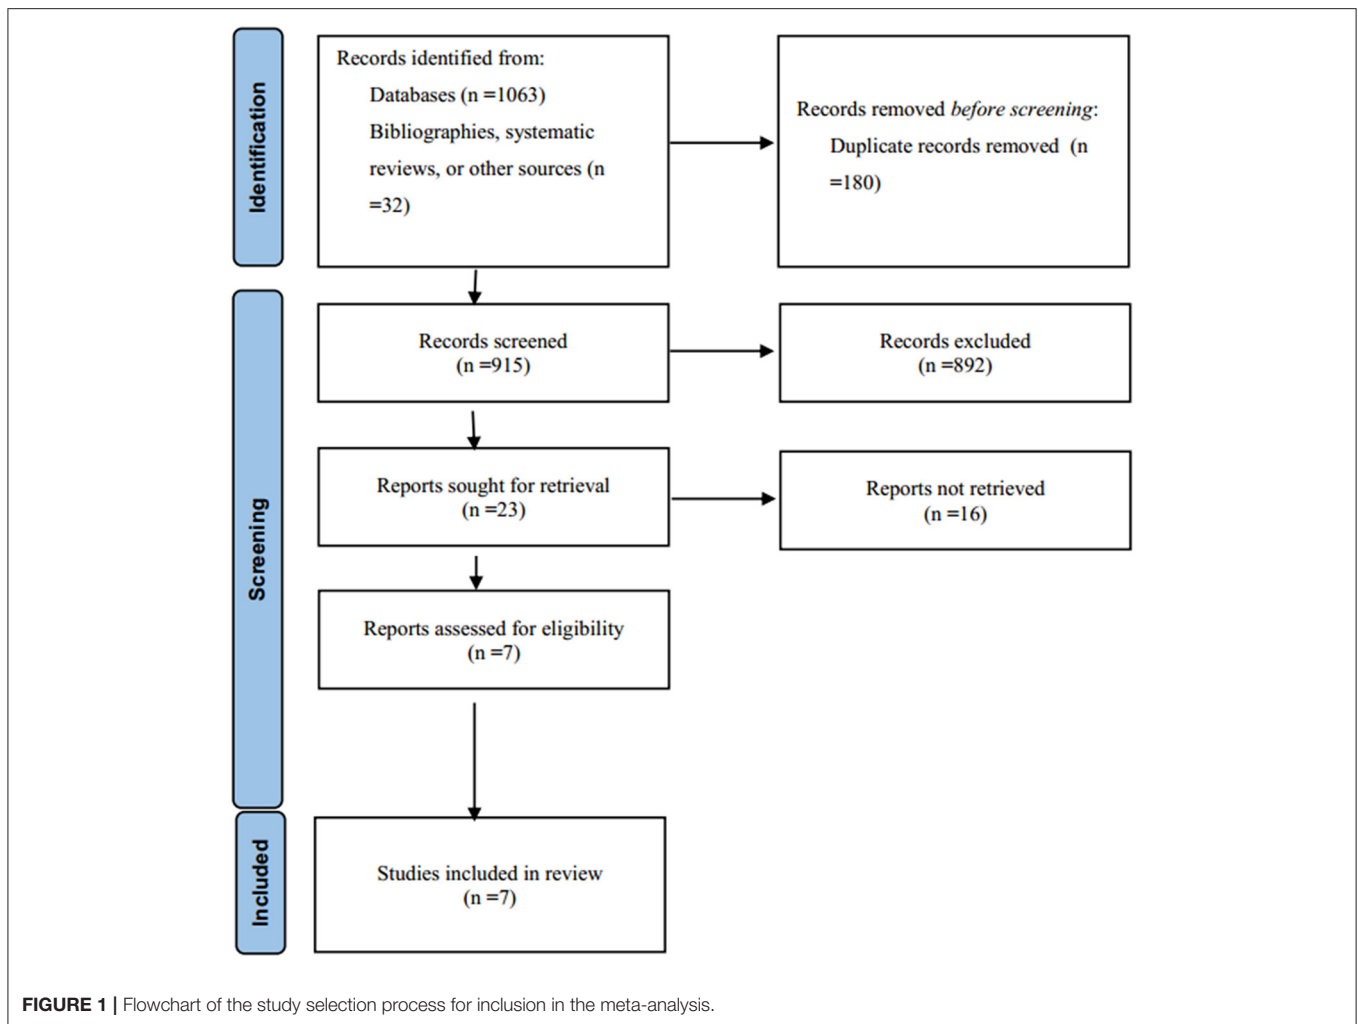 Identification
Records identified from:
Databases (n =1063)
Bibliographies, systematic
reviews, or other sources (n
=32)
Records removed before screening:
Duplicate records removed (n
=180)
Screening
Records screened
(n =915)
Records excluded
(n =892)
Reports sought for retrieval
(n =23)
Reports not retrieved
(n =16)
Reports assessed for eligibility
(n =7)
Included
Studies included in review
(n =7)
FIGURE 1 | Flowchart of the study selection process for inclusion in the meta-analysis.